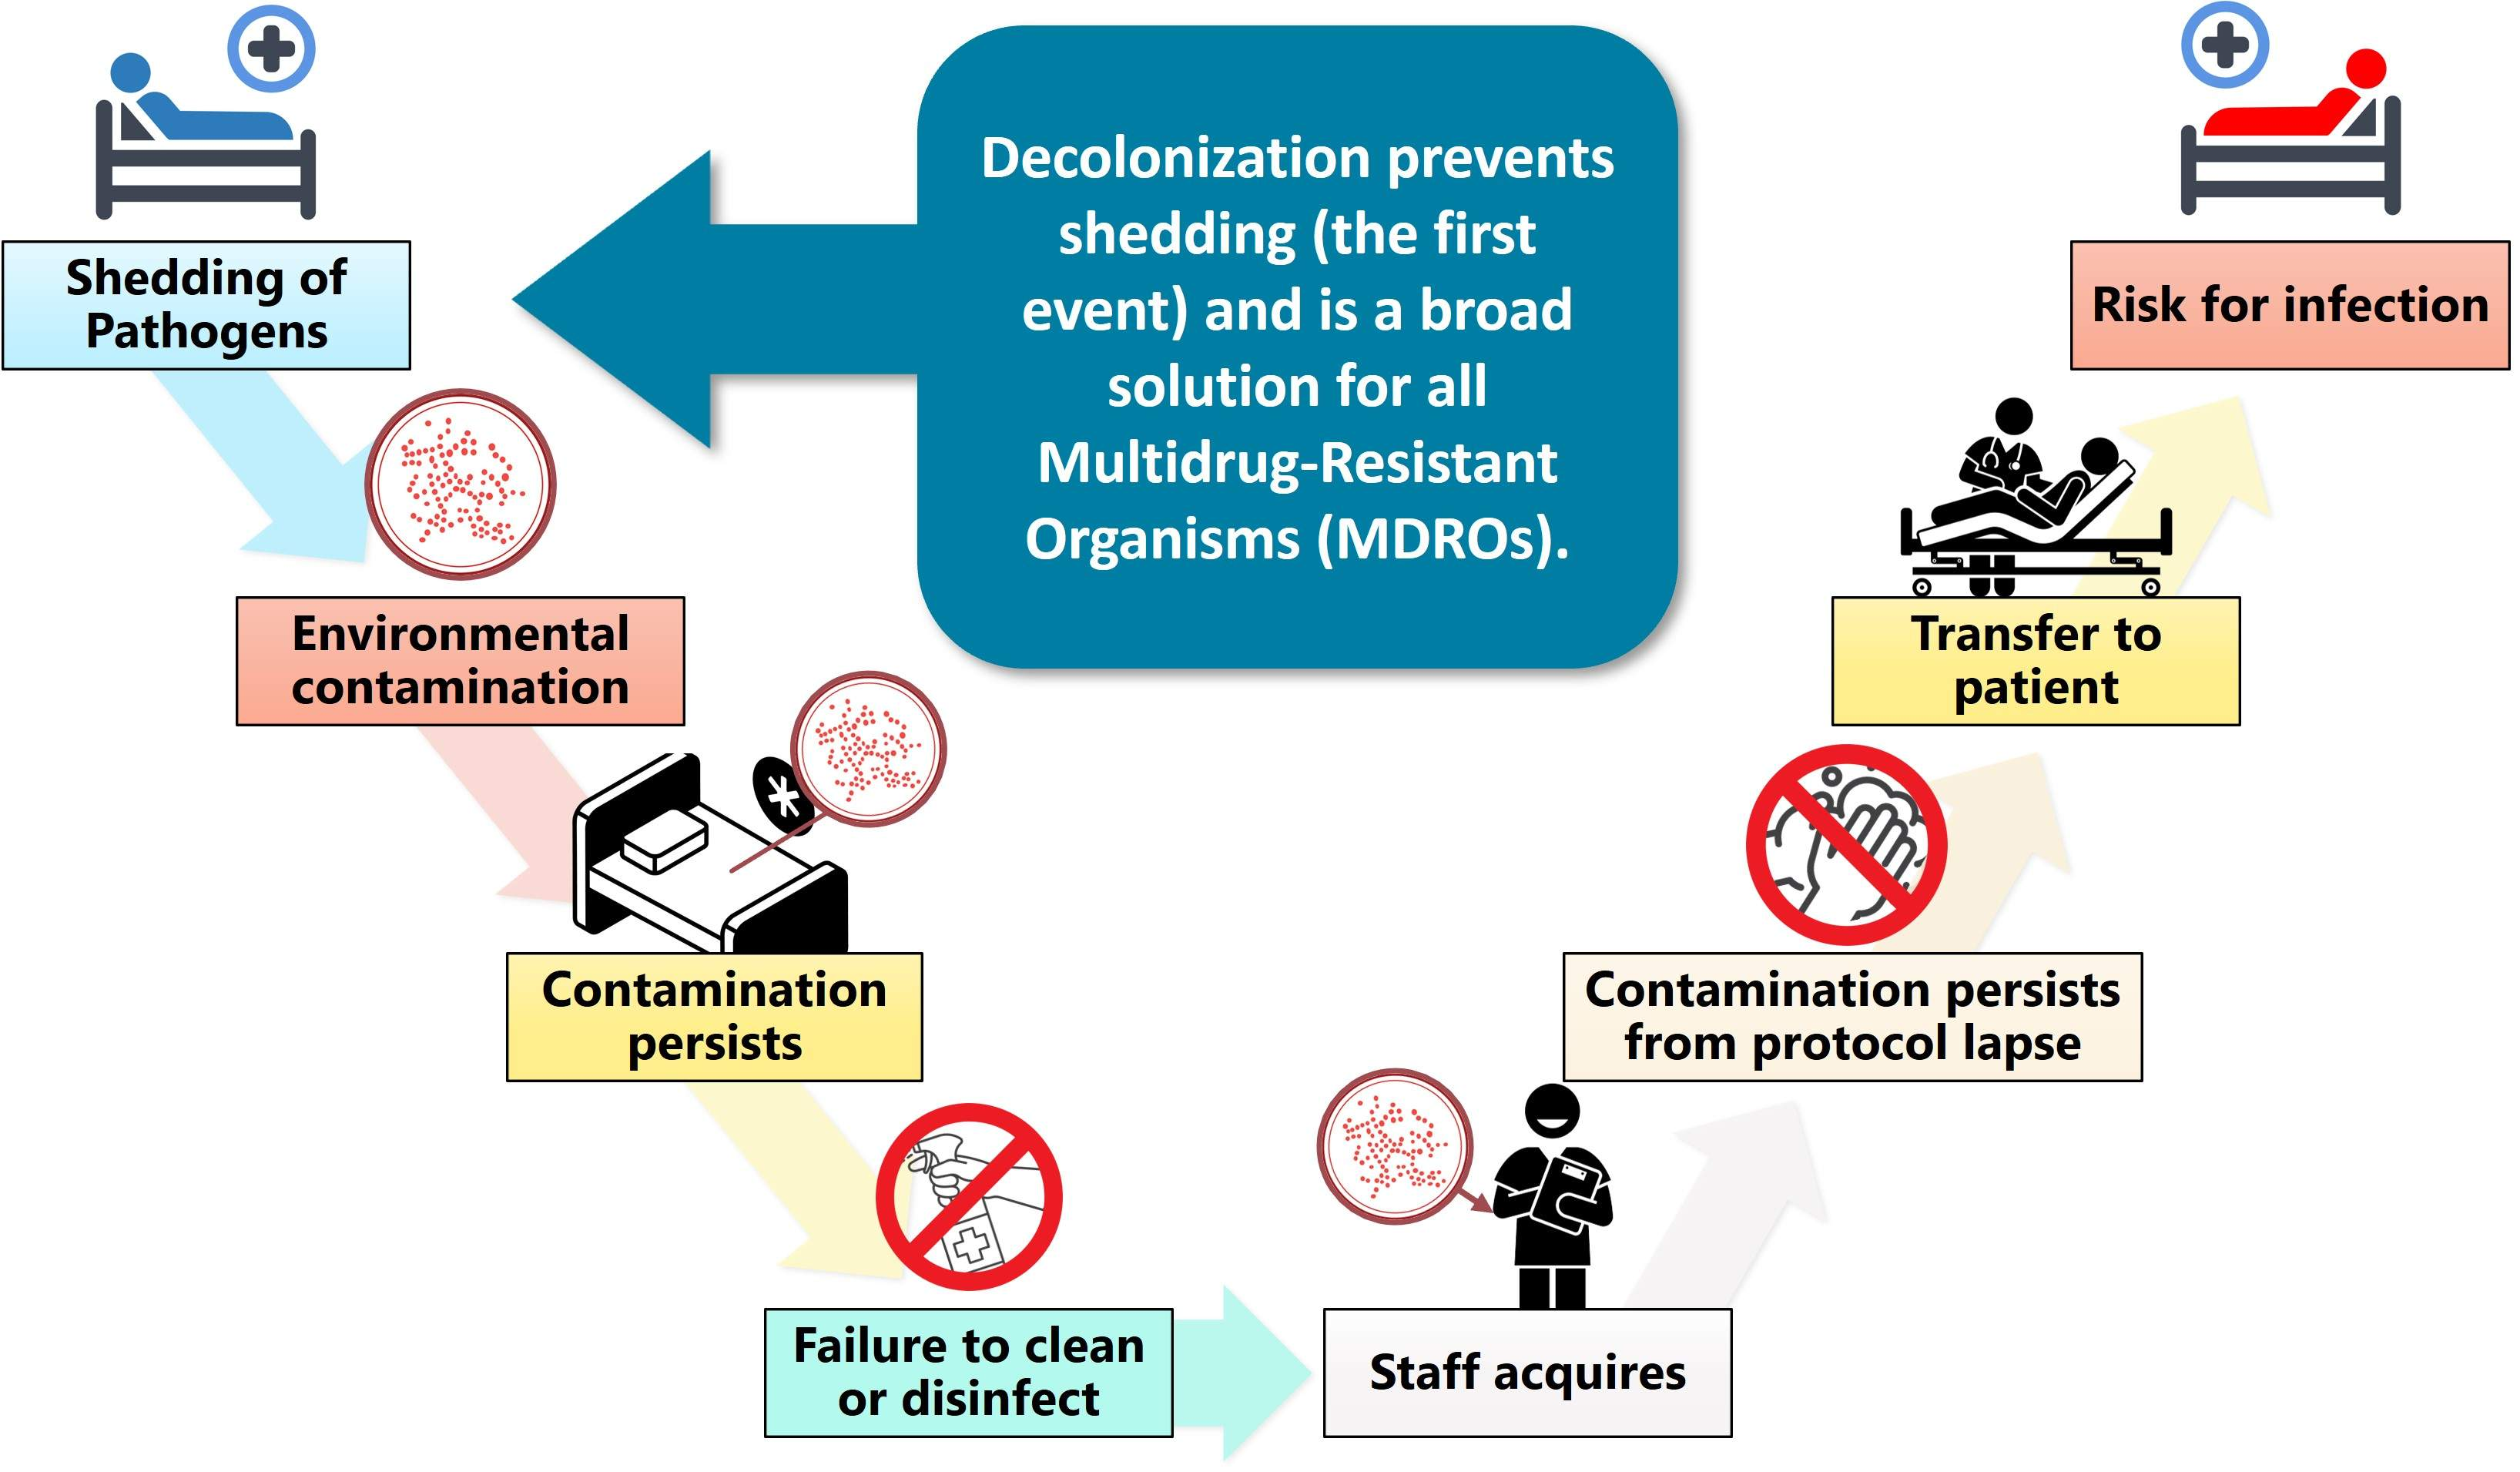 Decolonization prevents
shedding (the first
event) and is a broad
solution for all
Multidrug-Resistant
Organisms (MDROs).
Shedding of
Pathogens
Environmental
contamination
Contamination
persists
Failure to clean
or disinfect
Staff acquires
Contamination persists
from protocol lapse
Transfer to
patient
Risk for infection